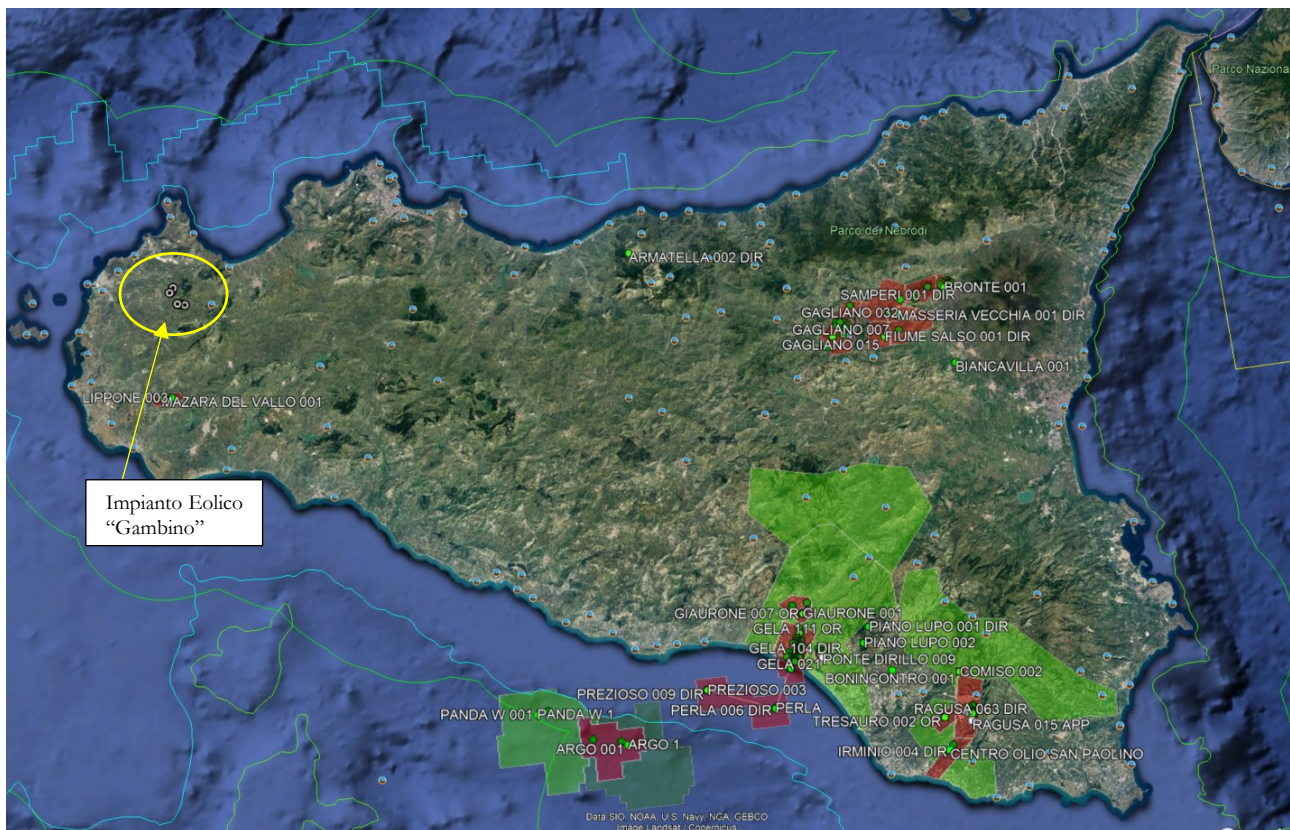 Parco Nazional
Parco dei Nebrodi
ARMATELLA 002 DIR
BRONTE 001
SAMPERI 001 DIR
GAGLIANO 032
MASSERIA VECCHIA 001 DIR
GAGLIANO 007
FIUME SALSO 001 DIR
GAGLIANO 015
BIANCAVILLA 001
LIPPONE 003
MAZARA DEL VALLO 001
Impianto Eolico
“Gambino”
GIAURONE 007 OR
GIAURONE 001
GELA 111 OR
PIANO LUPO 001 DIR
PIANO LUPO 002
GELA 104 DIR
PONTE DIRILLO 009
GELA 021
COMISO 002
BONINCONTRO 001
PREZIOSO 009 DIR
PREZIOSO 003
PERLA 006 DIR
PERLA
RAGUSA 063 DIR
TRESAURO 002 OR
RAGUSA 015 APP
PANDA W 001
PANDA W 1
ARGO 001
ARGO 1
IRMINIO 004 DIR
CENTRO OLIO SAN PAOLINO
Data SIO, NOAA, U.S. Navy, NGA, GEBCO
Image Landsat / Copernicus